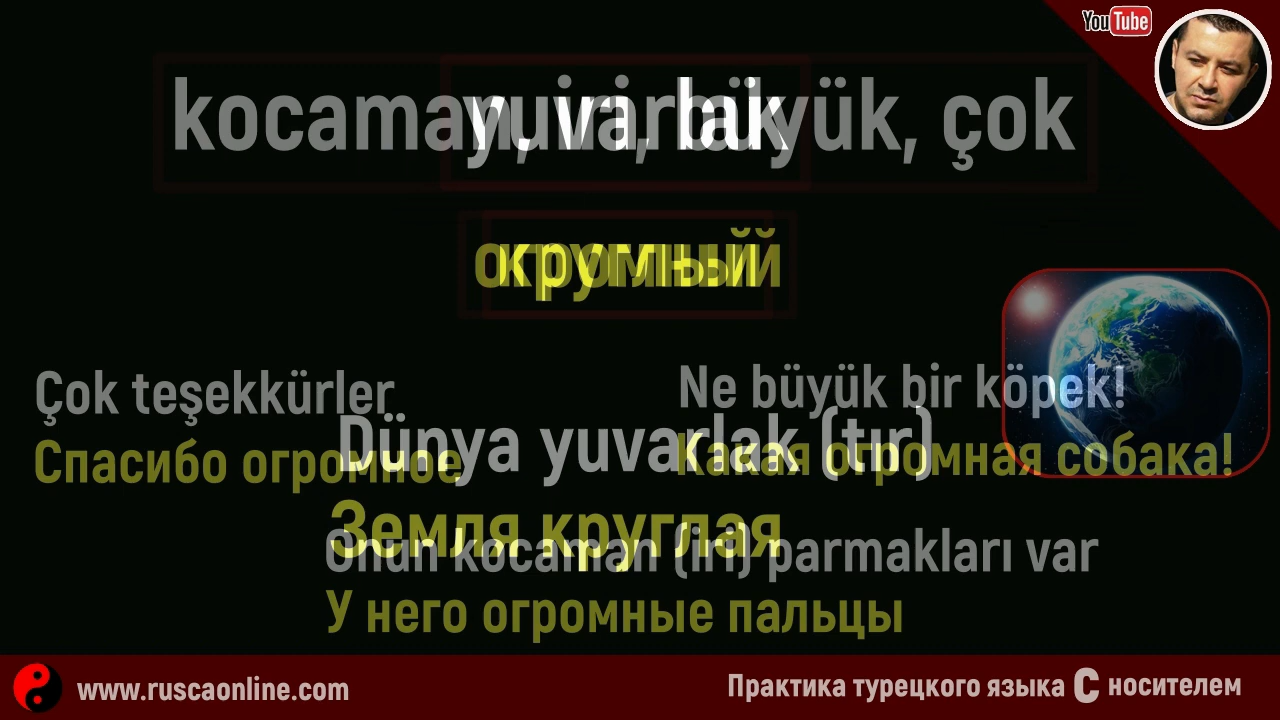 YouTube
kocaman, iri, büyük, çok
yuvarlak
огромный
круглый
Çok teşekkürler
Спасибо огромное
Ne büyük bir köpek!
Какая огромная собака!
Dünya yuvarlak (tır)
Земля круглая
Onun kocaman (iri) parmakları var
У него огромные пальцы
www.ruscaonline.com
Практика турецкого языка С носителем